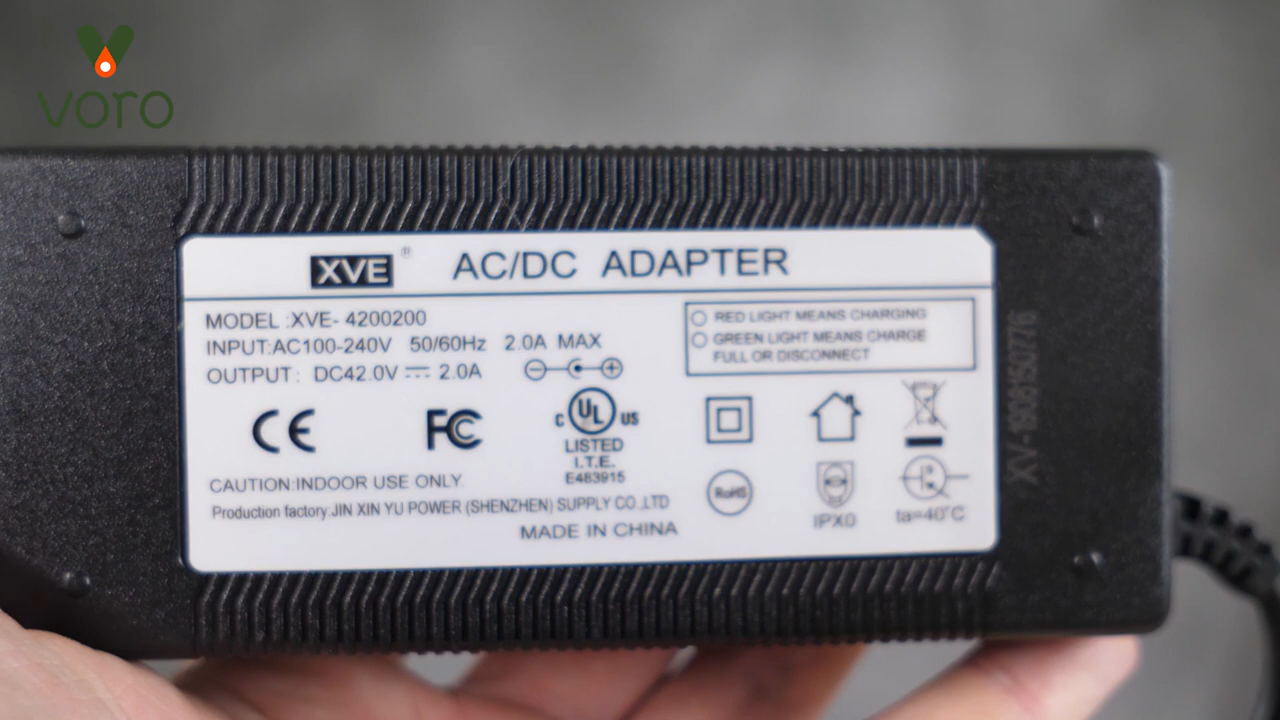 voro
XVE® AC/DC ADAPTER
MODEL :XVE- 4200200
INPUT:AC100-240V 50/60Hz 2.0A MAX
OUTPUT: DC42.0V 2.0A
RED LIGHT MEANS CHARGING
GREEN LIGHT MEANS CHARGE
FULL OR DISCONNECT
CE FC c UL US
LISTED
I.T.E.
E483915
CAUTION:INDOOR USE ONLY.
Production factory:JIN XIN YU POWER (SHENZHEN) SUPPLY CO.,LTD
MADE IN CHINA
RoHS
IPX0
ta=40°C
XV-1906150776